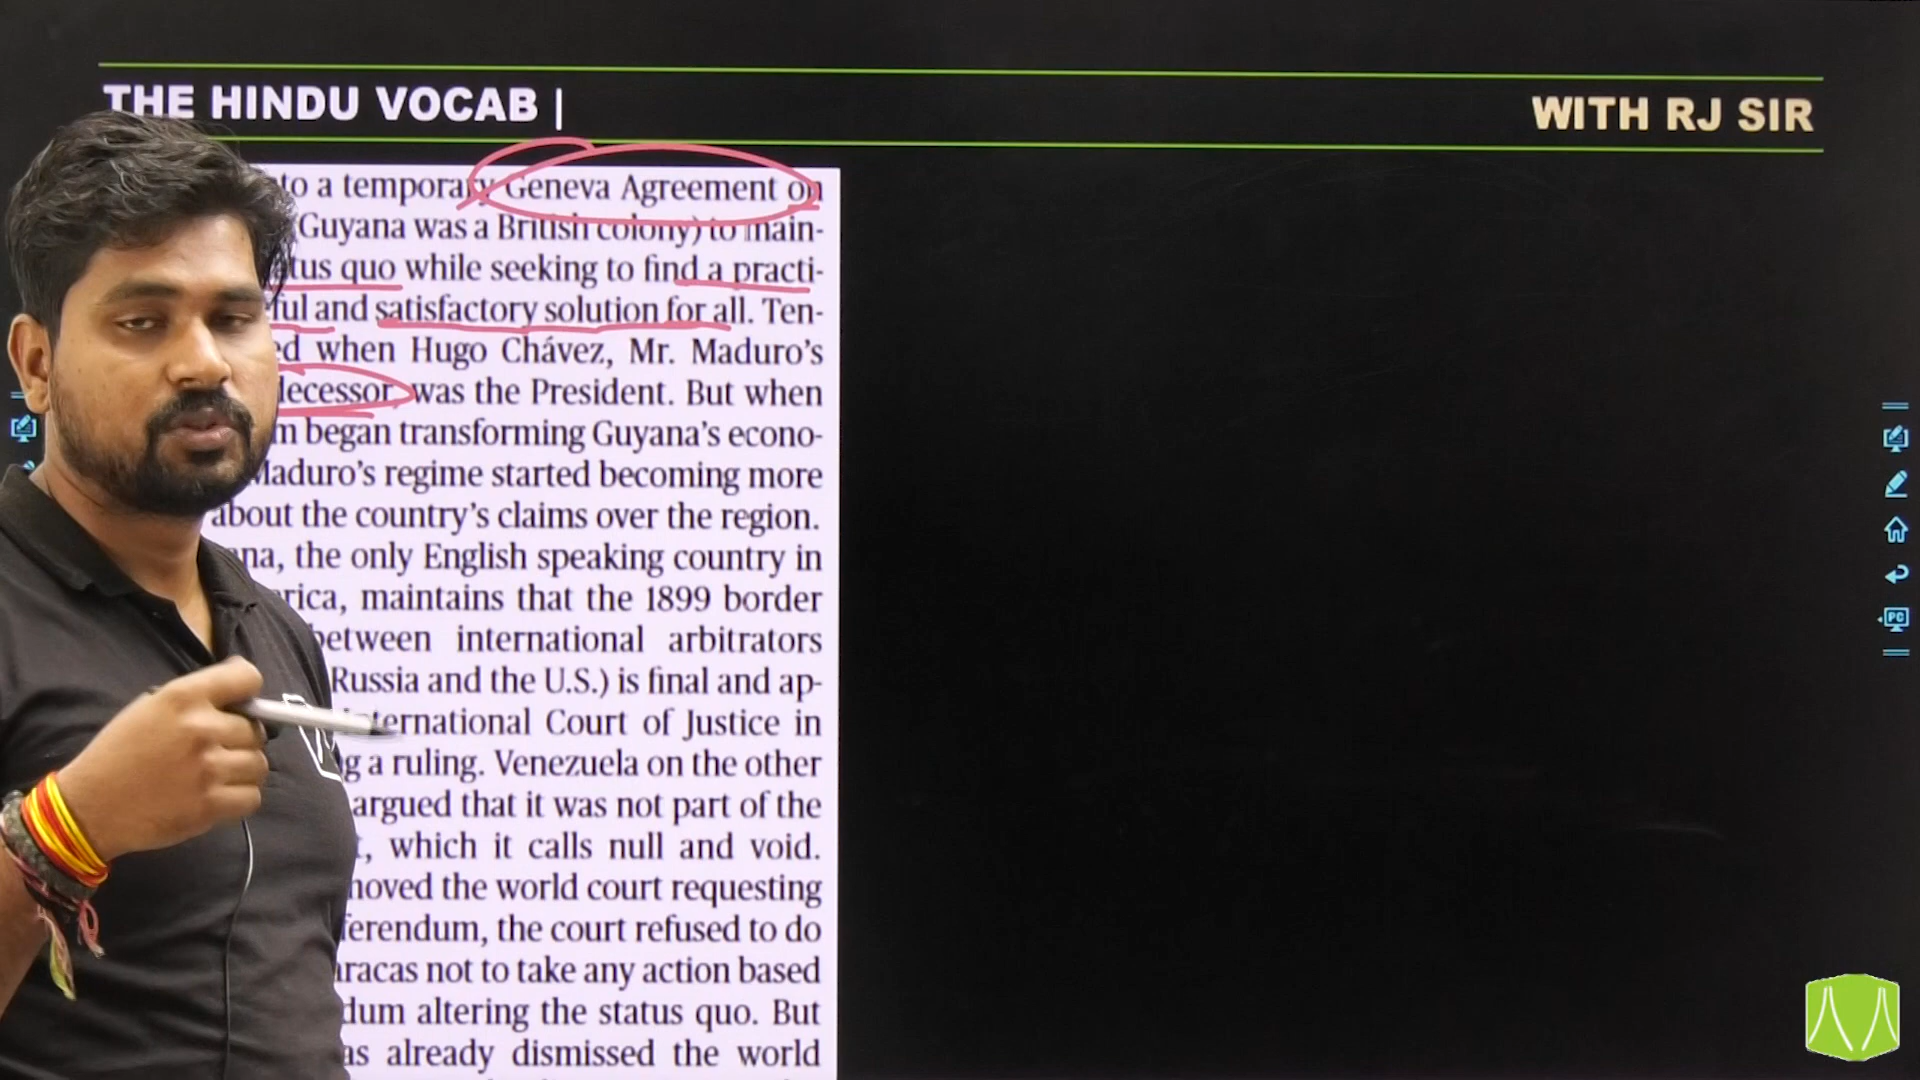 THE HINDU VOCAB |
WITH RJ SIR
to a temporary Geneva Agreement on
(Guyana was a British colony) to main-
tus quo while seeking to find a practi-
ful and satisfactory solution for all. Ten-
ed when Hugo Chávez, Mr. Maduro's
decessor, was the President. But when
m began transforming Guyana's econo-
Maduro's regime started becoming more
about the country's claims over the region.
na, the only English speaking country in
rica, maintains that the 1899 border
between international arbitrators
Russia and the U.S.) is final and ap-
ternational Court of Justice in
g a ruling. Venezuela on the other
argued that it was not part of the
, which it calls null and void.
moved the world court requesting
ferendum, the court refused to do
racas not to take any action based
dum altering the status quo. But
as already dismissed the world
PC